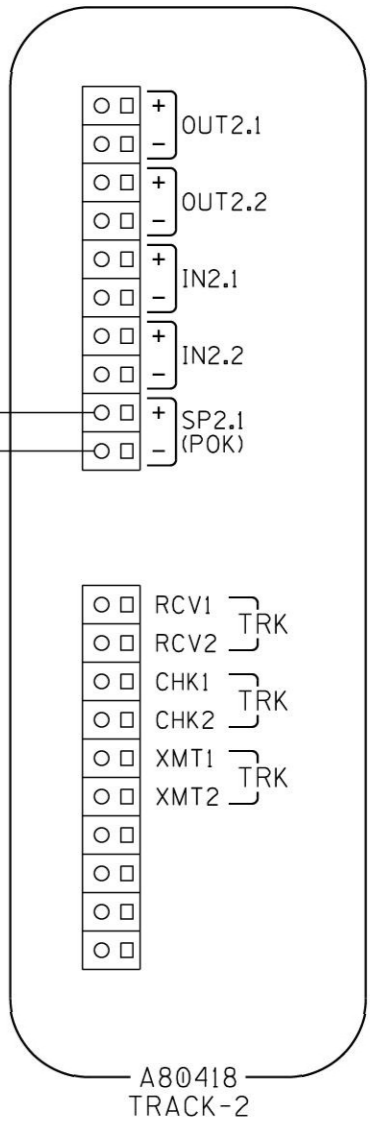 +
OUT2.1
-
+
OUT2.2
-
+
IN2.1
-
+
IN2.2
-
+
SP2.1
(POK)
-
RCV1
TRK
RCV2
CHK1
TRK
CHK2
XMT1
TRK
XMT2
A80418
TRACK-2